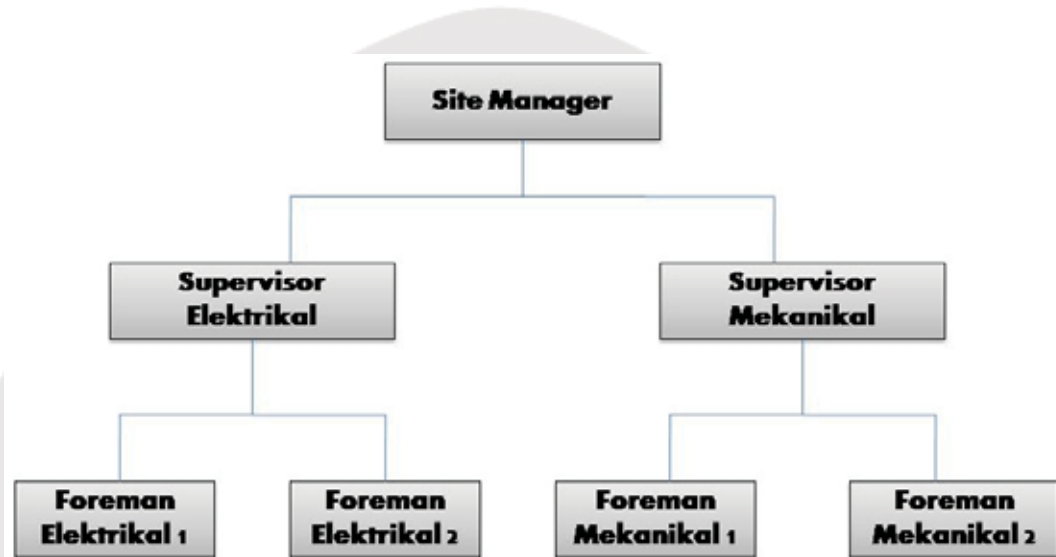 Site Manager
Supervisor
Elektrikal
Supervisor
Mekanikal
Foreman
Elektrikal 1
Foreman
Elektrikal 2
Foreman
Mekanikal 1
Foreman
Mekanikal 2